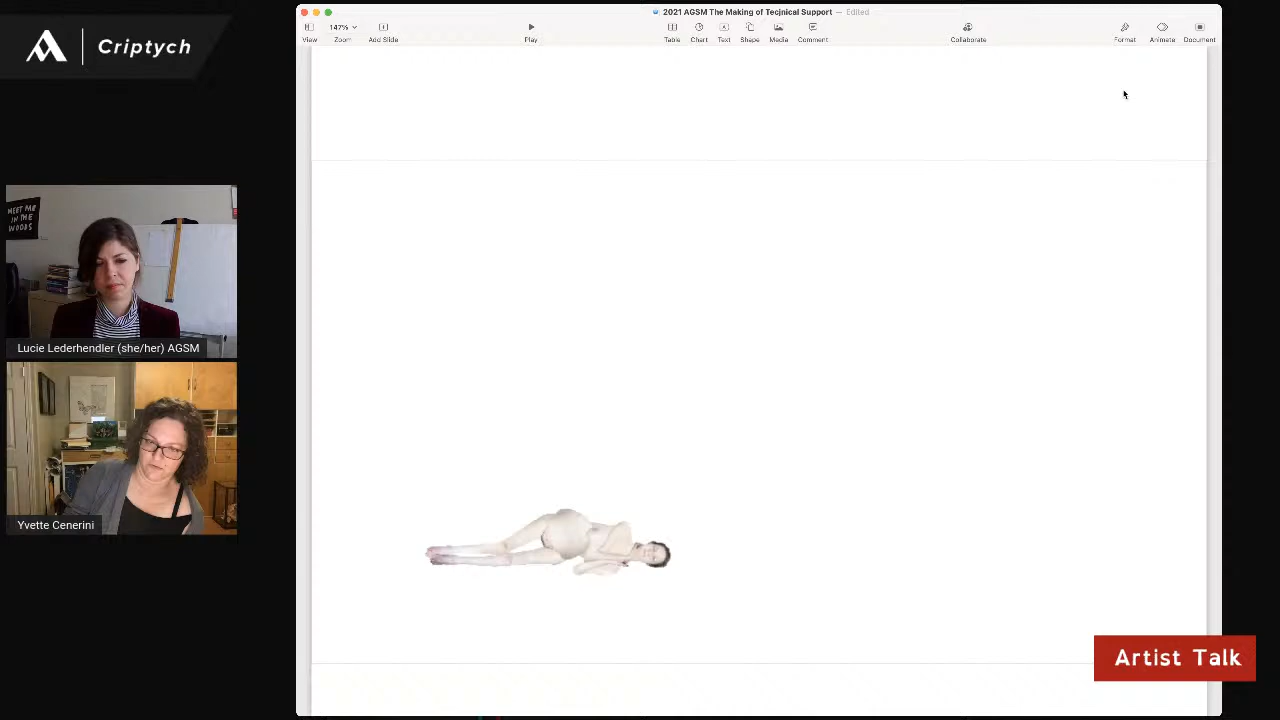 Criptych
2021 AGSM The Making of Tecjnical Support — Edited
147%
View Zoom Add Slide Play Table Chart Text Shape Media Comment Collaborate Format Animate Document
MEET ME
IN THE
WOODS
Lucie Lederhendler (she/her) AGSM
Yvette Cenerini
Artist Talk